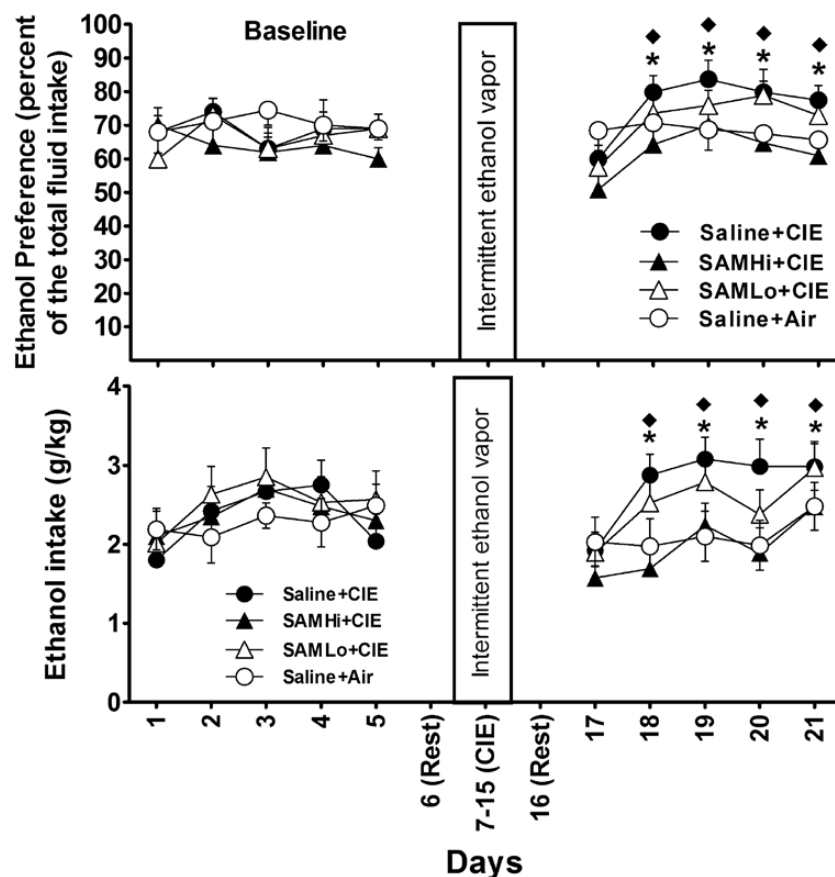 Ethanol Preference (percent
of the total fluid intake)
100
90
80
70
60
50
40
30
20
10
Baseline
Intermittent ethanol vapor
◆ ◆ ◆ ◆
* * * *
Saline+CIE
SAMHi+CIE
SAMLo+CIE
Saline+Air
Ethanol intake (g/kg)
4
3
2
1
0
Saline+CIE
SAMHi+CIE
SAMLo+CIE
Saline+Air
Intermittent ethanol vapor
◆ ◆ ◆ ◆
* * * *
1
2
3
4
5
6 (Rest)
7-15 (CIE)
16 (Rest)
17
18
19
20
21
Days